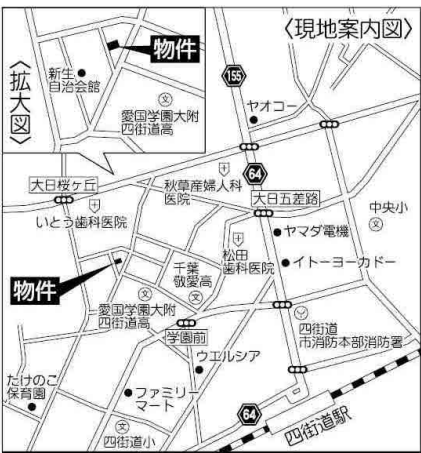 〈現地案内図〉
〈拡大図〉
物件
新生
自治会館
愛国学園大附
四街道高
155
ヤオコー
64
大日桜ヶ丘
秋草産婦人科
医院
大日五差路
中央小
いとう歯科医院
ヤマダ電機
松田
歯科医院
イトーヨーカドー
千葉
敬愛高
物件
愛国学園大附
四街道高
学園前
四街道
市消防本部消防署
ウエルシア
たけのこ
保育園
ファミリー
マート
64
四街道駅
四街道小